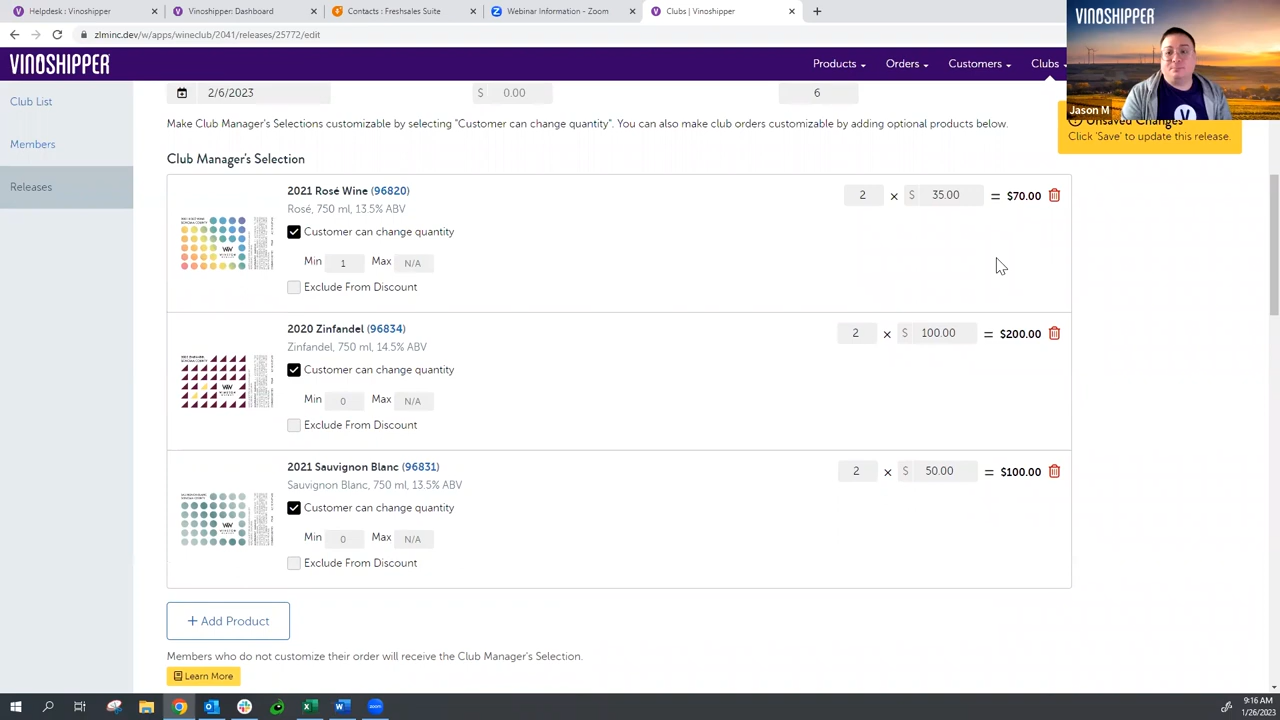 Helpdesk : Vinoshipper
Vinoshipper: Dashboard
Contacts : Freshsales Suite
Webinar Information - Zoom
Clubs | Vinoshipper
zlminc.dev/w/apps/wineclub/2041/releases/25772/edit
VINOSHIPPER
VINOSHIPPER
Products
Orders
Customers
Clubs
Jason M
Club List
Members
Releases
2/6/2023
$ 0.00
6
Unsaved Changes
Click 'Save' to update this release.
Make Club Manager's Selections customizable by selecting "Customer can change quantity". You can also make club orders customizable by adding optional products below.
Club Manager's Selection
2021 Rosé Wine (96820)
2 × $ 35.00 = $70.00
Rosé, 750 ml, 13.5% ABV
Customer can change quantity
Min 1 Max N/A
Exclude From Discount
2020 Zinfandel (96834)
2 × $ 100.00 = $200.00
Zinfandel, 750 ml, 14.5% ABV
Customer can change quantity
Min 0 Max N/A
Exclude From Discount
2021 Sauvignon Blanc (96831)
2 × $ 50.00 = $100.00
Sauvignon Blanc, 750 ml, 13.5% ABV
Customer can change quantity
Min 0 Max N/A
Exclude From Discount
+ Add Product
Members who do not customize their order will receive the Club Manager's Selection.
Learn More
9:16 AM
1/26/2023